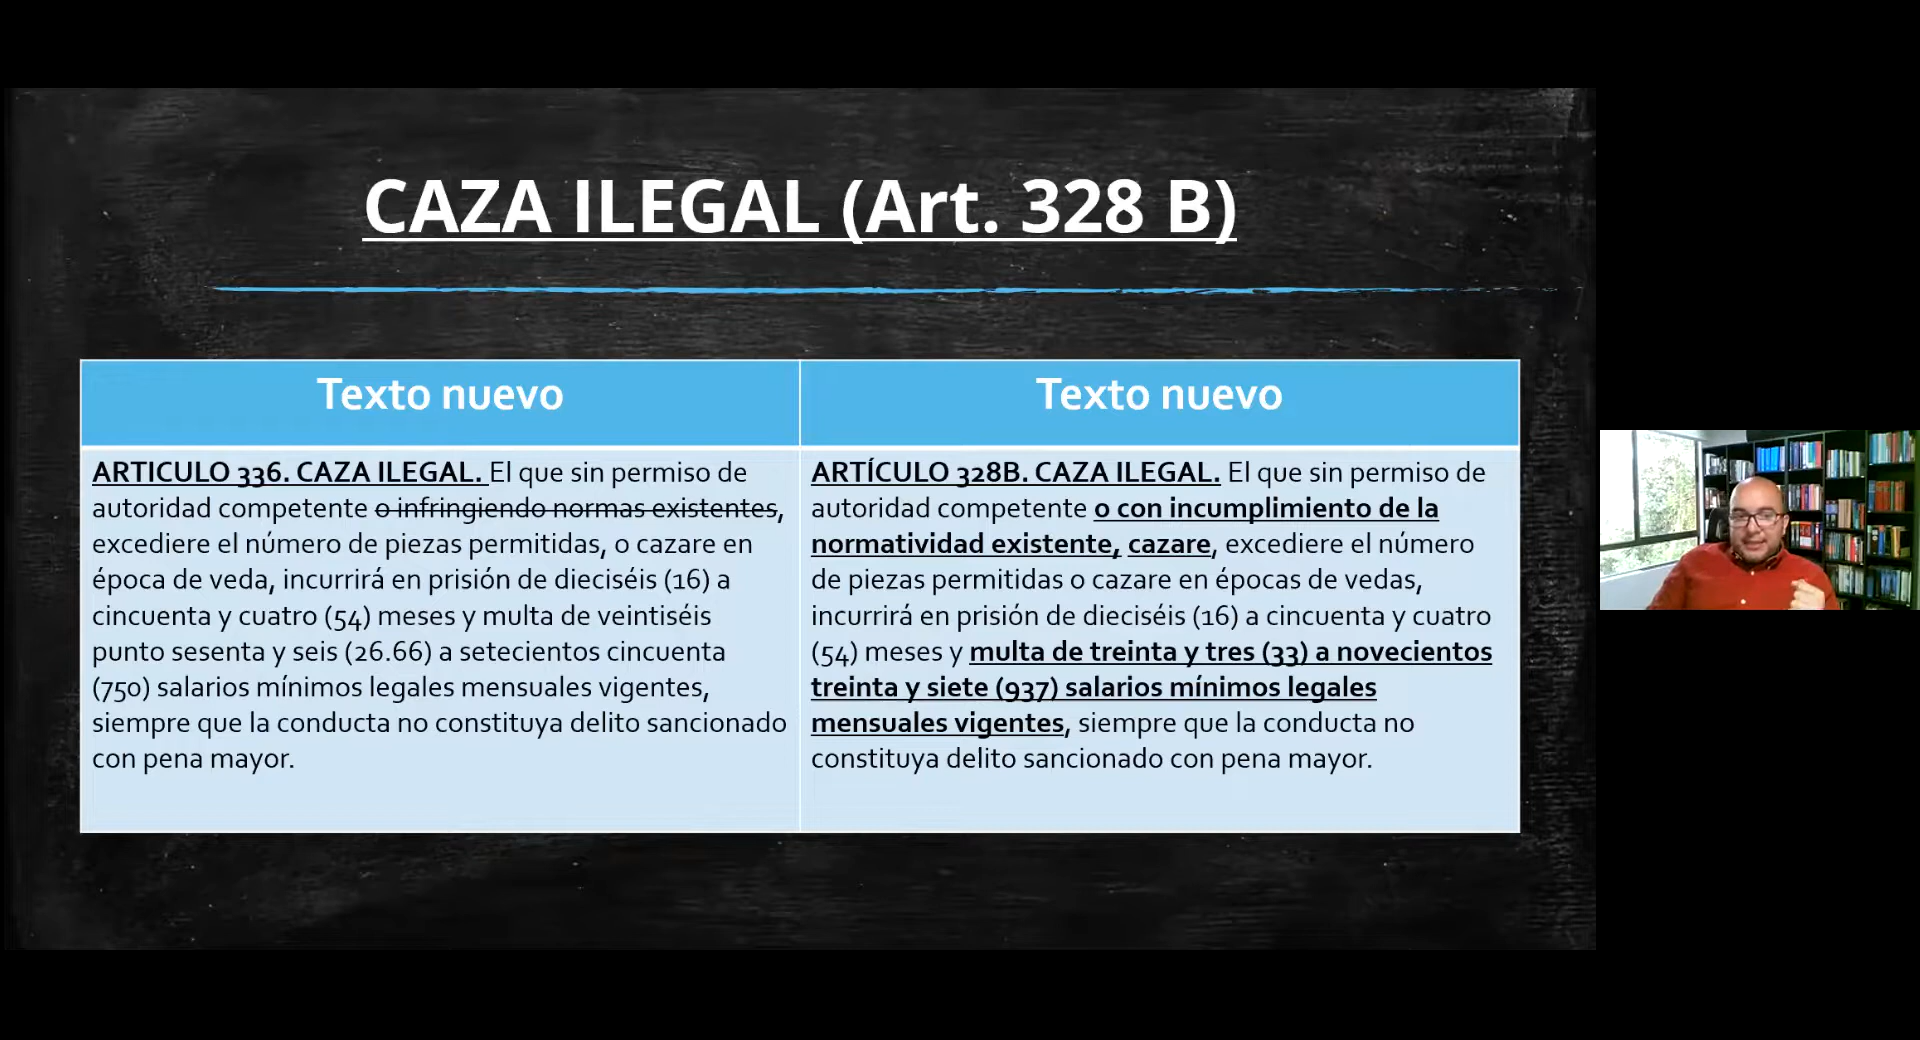 CAZA ILEGAL (Art. 328 B)
Texto nuevo
ARTICULO 336. CAZA ILEGAL. El que sin permiso de
autoridad competente o infringiendo normas existentes,
excediere el número de piezas permitidas, o cazare en
época de veda, incurrirá en prisión de dieciséis (16) a
cincuenta y cuatro (54) meses y multa de veintiséis
punto sesenta y seis (26.66) a setecientos cincuenta
(750) salarios mínimos legales mensuales vigentes,
siempre que la conducta no constituya delito sancionado
con pena mayor.
Texto nuevo
ARTÍCULO 328B. CAZA ILEGAL. El que sin permiso de
autoridad competente o con incumplimiento de la
normatividad existente, cazare, excediere el número
de piezas permitidas o cazare en épocas de vedas,
incurrirá en prisión de dieciséis (16) a cincuenta y cuatro
(54) meses y multa de treinta y tres (33) a novecientos
treinta y siete (937) salarios mínimos legales
mensuales vigentes, siempre que la conducta no
constituya delito sancionado con pena mayor.